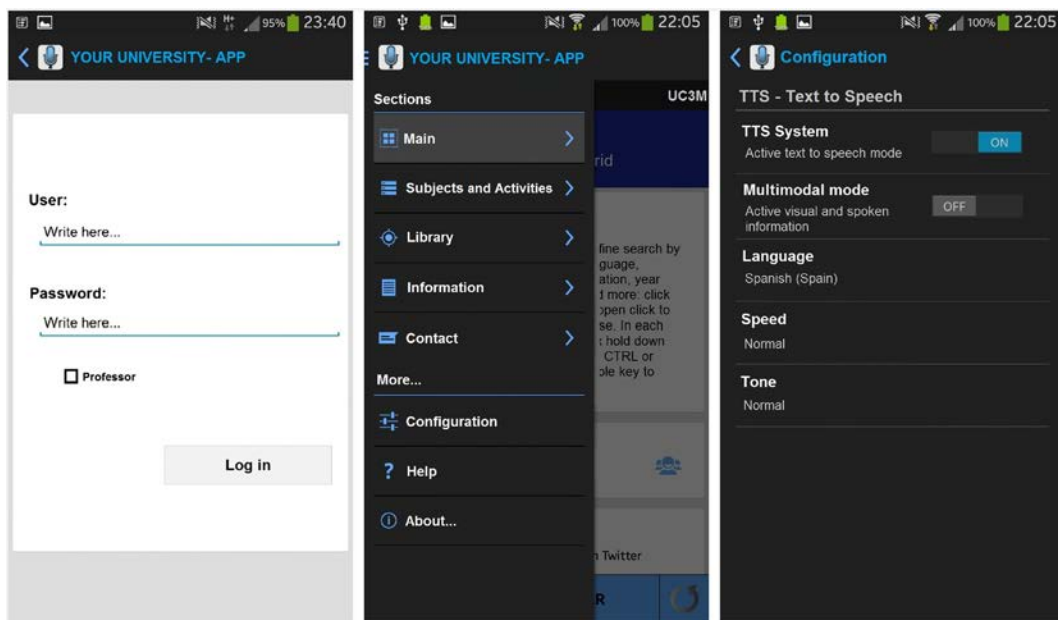 95% 23:40
YOUR UNIVERSITY- APP
User:
Write here...
Password:
Write here...
Professor
Log in
100% 22:05
YOUR UNIVERSITY- APP
Sections
UC3M
Main
rid
Subjects and Activities
Library
Information
Contact
More...
Configuration
Help
About...
fine search by
guage,
ation, year
d more: click
open click to
se. In each
hold down
CTRL or
ole key to
n Twitter
R
100% 22:05
Configuration
TTS - Text to Speech
TTS System
Active text to speech mode
ON
Multimodal mode
Active visual and spoken
information
OFF
Language
Spanish (Spain)
Speed
Normal
Tone
Normal